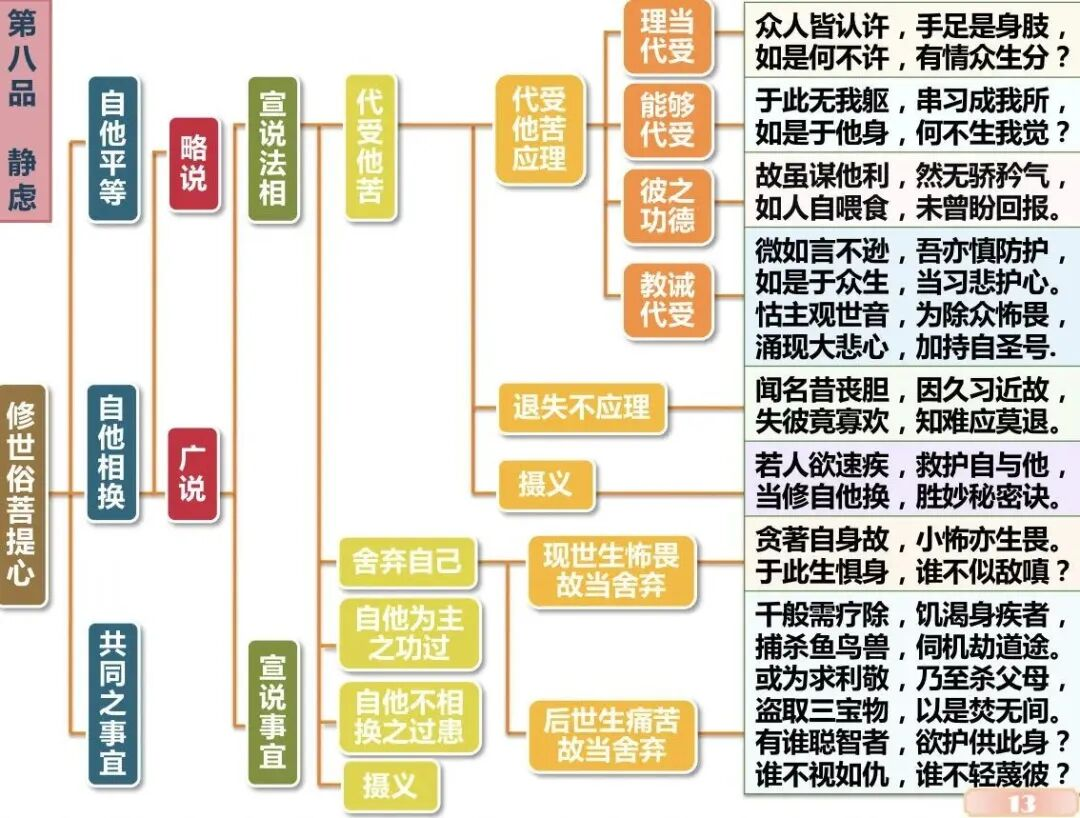 第八品 静虑
修世俗菩提心
自他平等
自他相换
共同之事宜
略说
广说
宣说法相
宣说事宜
代受他苦
舍弃自己
自他为主
之功过
自他不相
换之过患
摄义
代受
他苦
应理
退失不应理
摄义
现世生怖畏
故当舍弃
后世生痛苦
故当舍弃
理当
代受
能够
代受
彼之
功德
教诫
代受
众人皆认许，手足是身肢，
如是何不许，有情众生分？
于此无我躯，串习成我所，
如是于他身，何不生我觉？
故虽谋他利，然无骄矜气，
如人自喂食，未曾盼回报。
微如言不逊，吾亦慎防护，
如是于众生，当习悲护心。
怙主观世音，为除众怖畏，
涌现大悲心，加持自圣号.
闻名昔丧胆，因久习近故，
失彼竟寡欢，知难应莫退。
若人欲速疾，救护自与他，
当修自他换，胜妙秘密诀。
贪著自身故，小怖亦生畏。
于此生惧身，谁不似敌嗔？
千般需疗除，饥渴身疾者，
捕杀鱼鸟兽，伺机劫道途。
或为求利敬，乃至杀父母，
盗取三宝物，以是焚无间。
有谁聪智者，欲护供此身？
谁不视如仇，谁不轻蔑彼？
13